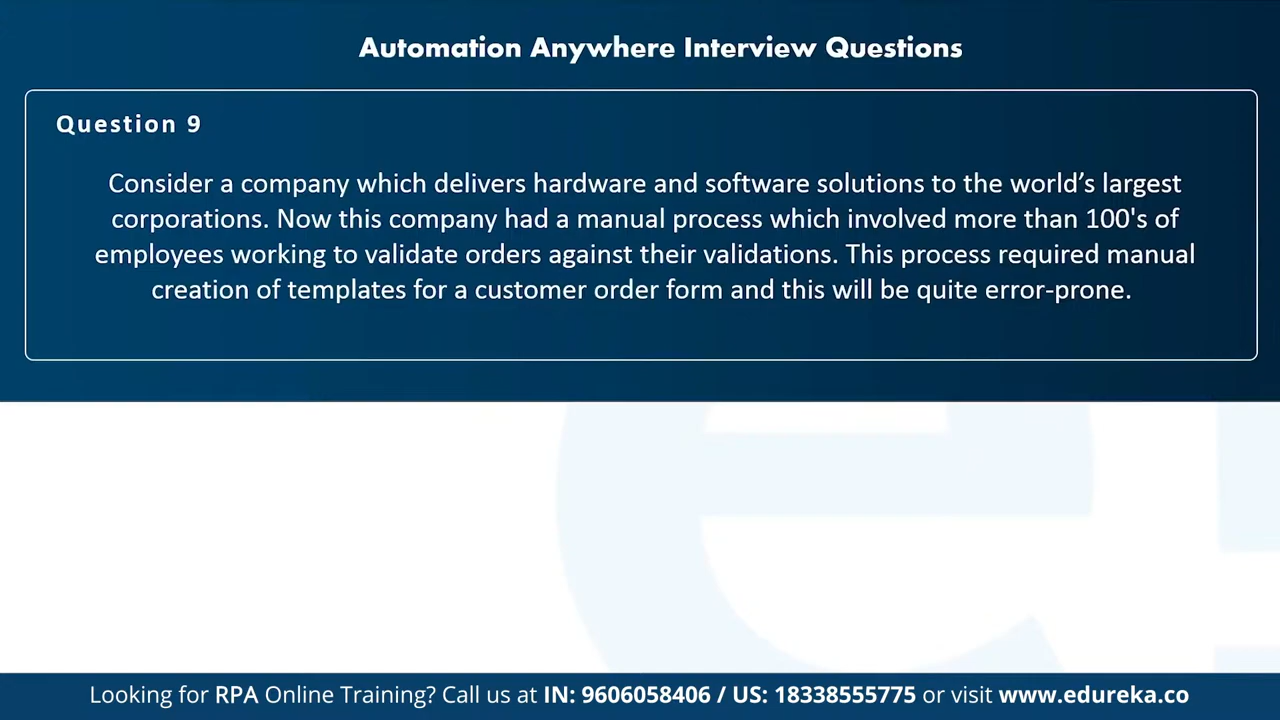 Automation Anywhere Interview Questions
Question 9
Consider a company which delivers hardware and software solutions to the world’s largest
corporations. Now this company had a manual process which involved more than 100's of
employees working to validate orders against their validations. This process required manual
creation of templates for a customer order form and this will be quite error-prone.
Looking for RPA Online Training? Call us at IN: 9606058406 / US: 18338555775 or visit www.edureka.co